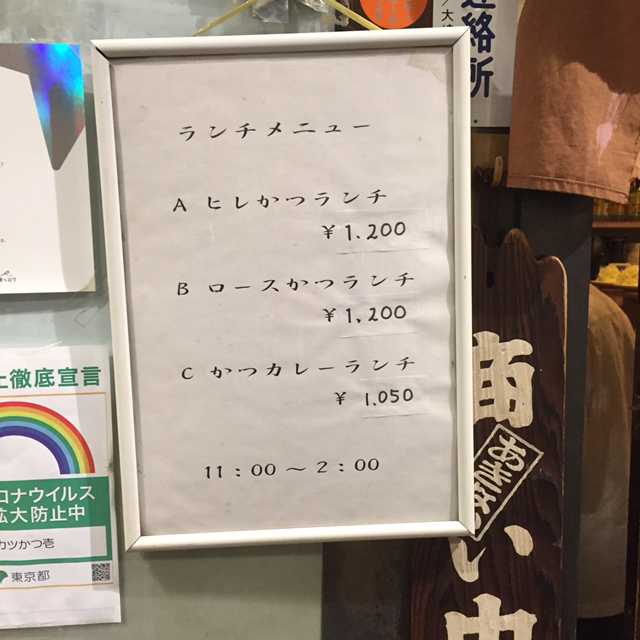 ランチメニュー
A ヒレかつランチ
¥1.200
B ロースかつランチ
¥1,200
C かつカレーランチ
¥ 1.050
11:00～2:00
絡所
徹底宣言
ロナウイルス
拡大防止中
カツかつ壱
東京都
商
あきない
中